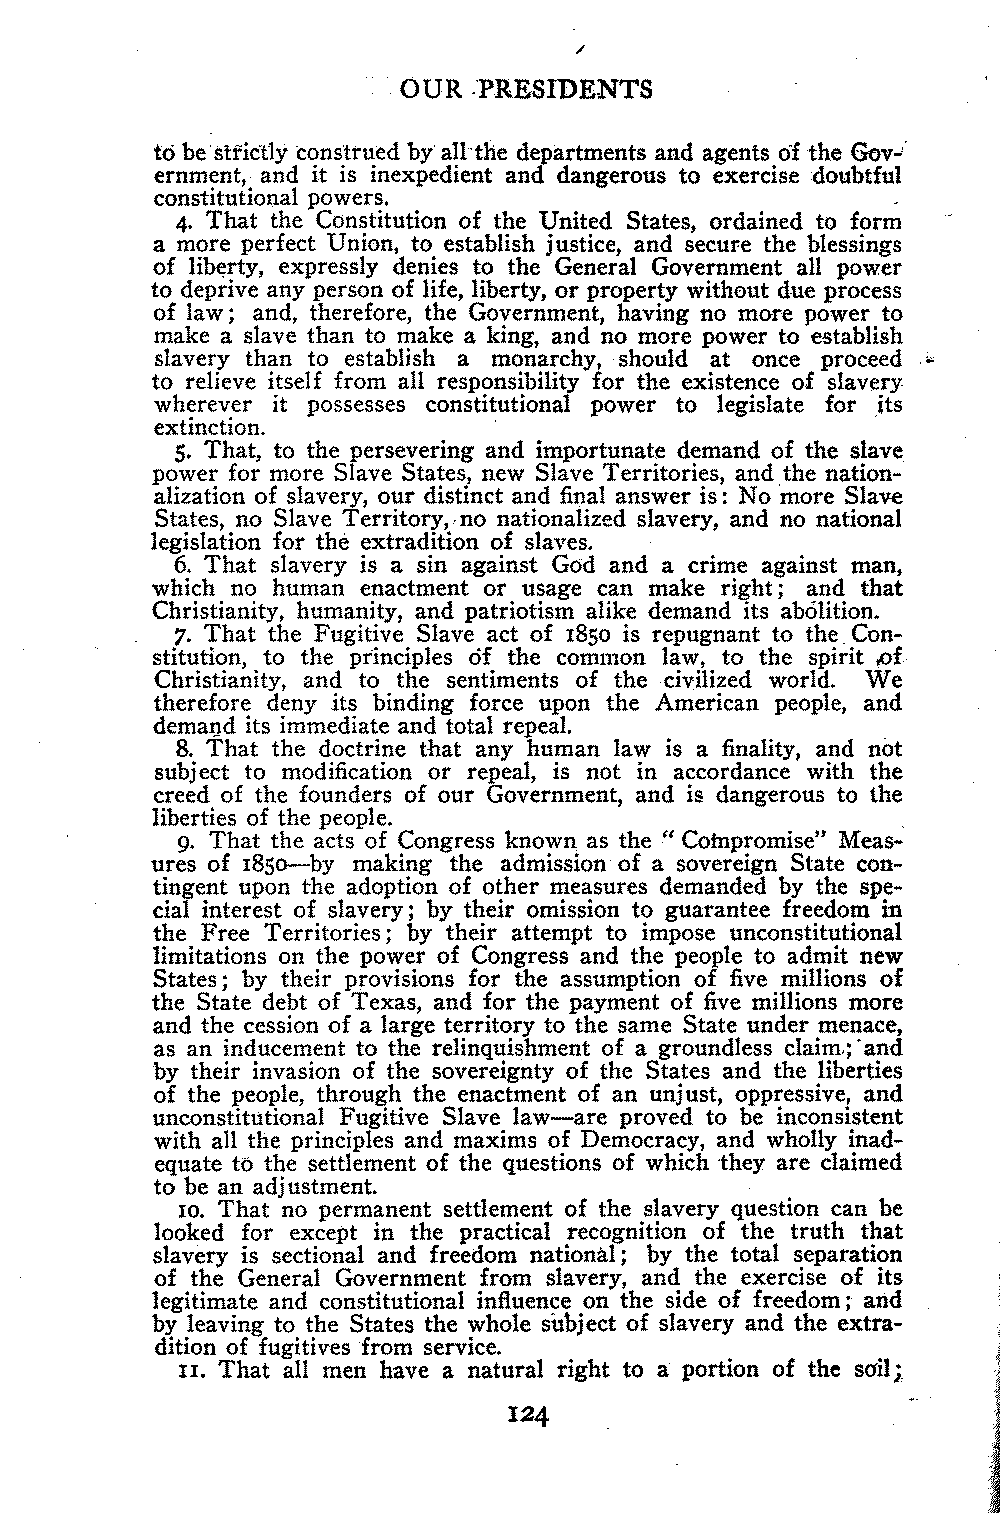 OUR PRESIDENTS
to be strictly construed by all the departments and agents of the Gov-
ernment, and it is inexpedient and dangerous to exercise doubtful
constitutional powers.
4. That the Constitution of the United States, ordained to form
a more perfect Union, to establish justice, and secure the blessings
of liberty, expressly denies to the General Government all power
to deprive any person of life, liberty, or property without due process
of law; and, therefore, the Government, having no more power to
make a slave than to make a king, and no more power to establish
slavery than to establish a monarchy, should at once proceed
to relieve itself from all responsibility for the existence of slavery
wherever it possesses constitutional power to legislate for its
extinction.
5. That, to the persevering and importunate demand of the slave
power for more Slave States, new Slave Territories, and the nation-
alization of slavery, our distinct and final answer is: No more Slave
States, no Slave Territory, no nationalized slavery, and no national
legislation for the extradition of slaves.
6. That slavery is a sin against God and a crime against man,
which no human enactment or usage can make right; and that
Christianity, humanity, and patriotism alike demand its abolition.
7. That the Fugitive Slave act of 1850 is repugnant to the Con-
stitution, to the principles of the common law, to the spirit of
Christianity, and to the sentiments of the civilized world. We
therefore deny its binding force upon the American people, and
demand its immediate and total repeal.
8. That the doctrine that any human law is a finality, and not
subject to modification or repeal, is not in accordance with the
creed of the founders of our Government, and is dangerous to the
liberties of the people.
9. That the acts of Congress known as the "Compromise" Meas-
ures of 1850—by making the admission of a sovereign State con-
tingent upon the adoption of other measures demanded by the spe-
cial interest of slavery; by their omission to guarantee freedom in
the Free Territories; by their attempt to impose unconstitutional
limitations on the power of Congress and the people to admit new
States; by their provisions for the assumption of five millions of
the State debt of Texas, and for the payment of five millions more
and the cession of a large territory to the same State under menace,
as an inducement to the relinquishment of a groundless claim; and
by their invasion of the sovereignty of the States and the liberties
of the people, through the enactment of an unjust, oppressive, and
unconstitutional Fugitive Slave law—are proved to be inconsistent
with all the principles and maxims of Democracy, and wholly inad-
equate to the settlement of the questions of which they are claimed
to be an adjustment.
10. That no permanent settlement of the slavery question can be
looked for except in the practical recognition of the truth that
slavery is sectional and freedom national; by the total separation
of the General Government from slavery, and the exercise of its
legitimate and constitutional influence on the side of freedom; and
by leaving to the States the whole subject of slavery and the extra-
dition of fugitives from service.
11. That all men have a natural right to a portion of the soil;
124